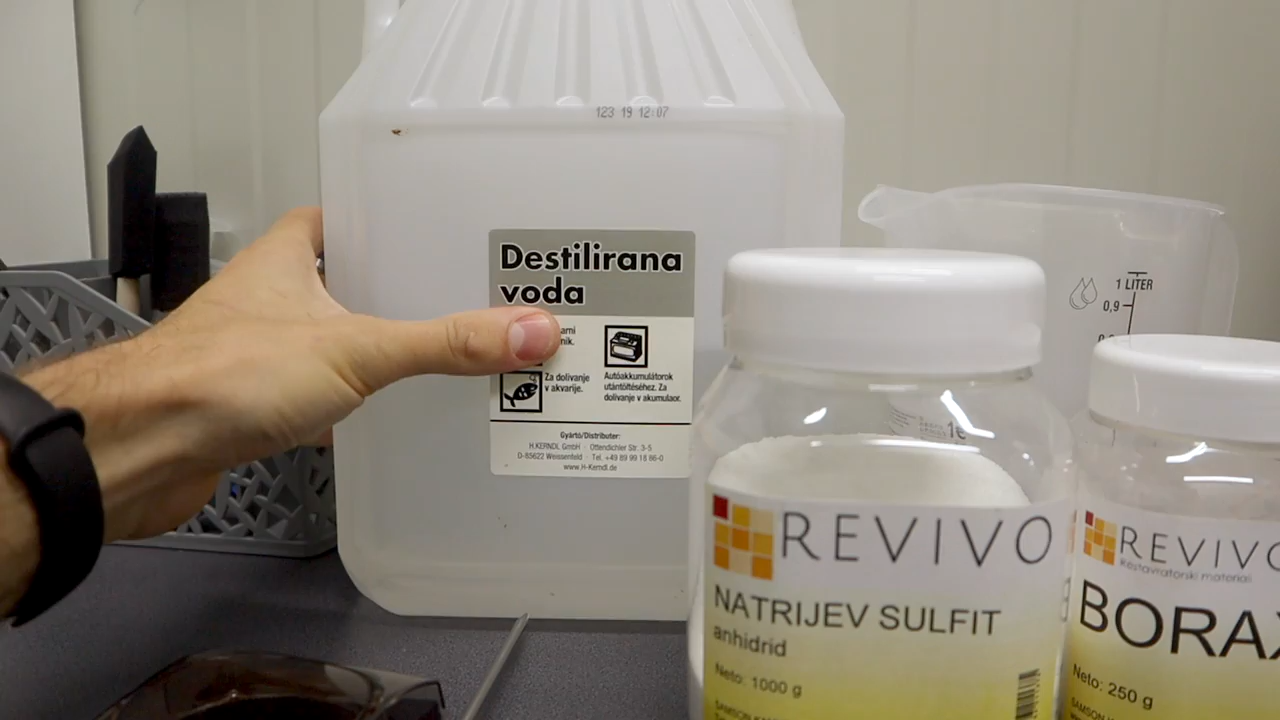 123 19 12:07
Destilirana
voda
Za dolivanje
v akvarije.
Autóakkumulátorok
utántöltéséhez. Za
dolivanje v akumulaor.
Gyártó/Distributer:
H.KERNDL GmbH · Ottendichler Str. 3-5
D-85622 Weissenfeld · Tel. +49 89 99 18 66-0
www.H-Kerndl.de
1 LITER
0,9
REVIVO
NATRIJEV SULFIT
anhidrid
Neto: 1000 g
REVIVO
Restavratorski materiali
BORAX
Neto: 250 g